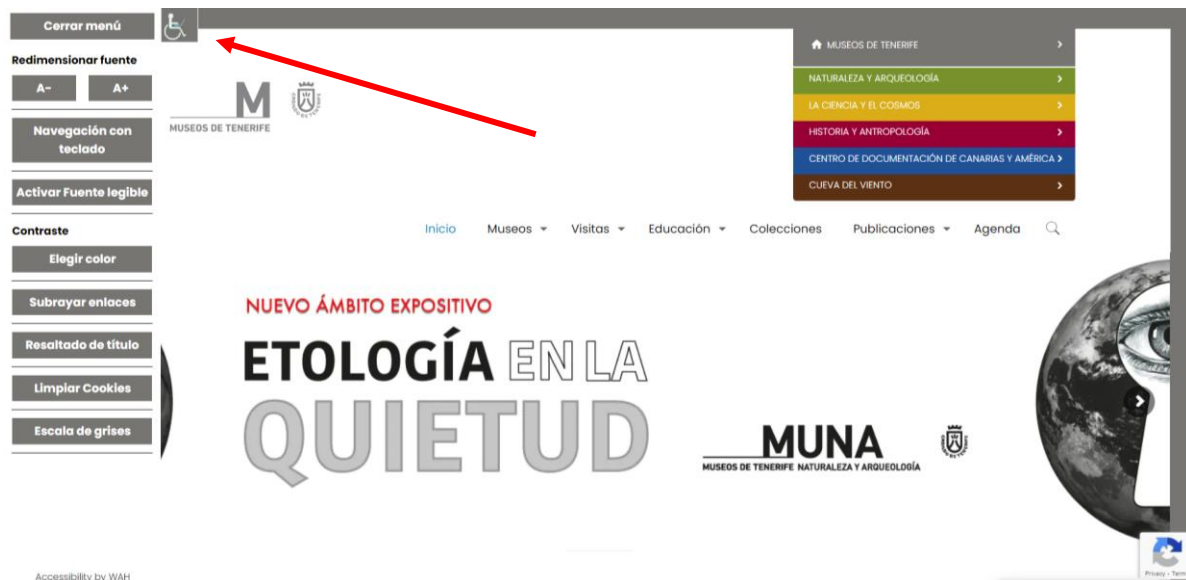 Cerrar menú
Redimensionar fuente
A-
A+
Navegación con
teclado
Activar Fuente legible
Contraste
Elegir color
Subrayar enlaces
Resaltado de título
Limpiar Cookies
Escala de grises
Accessibility by WAH
M
MUSEOS DE TENERIFE
MUSEOS DE TENERIFE
NATURALEZA Y ARQUEOLOGÍA
LA CIENCIA Y EL COSMOS
HISTORIA Y ANTROPOLOGÍA
CENTRO DE DOCUMENTACIÓN DE CANARIAS Y AMÉRICA
CUEVA DEL VIENTO
Inicio Museos Visitas Educación Colecciones Publicaciones Agenda
NUEVO ÁMBITO EXPOSITIVO
ETOLOGÍA EN LA
QUIETUD
MUNA
MUSEOS DE TENERIFE NATURALEZA Y ARQUEOLOGÍA
Privacy - Term